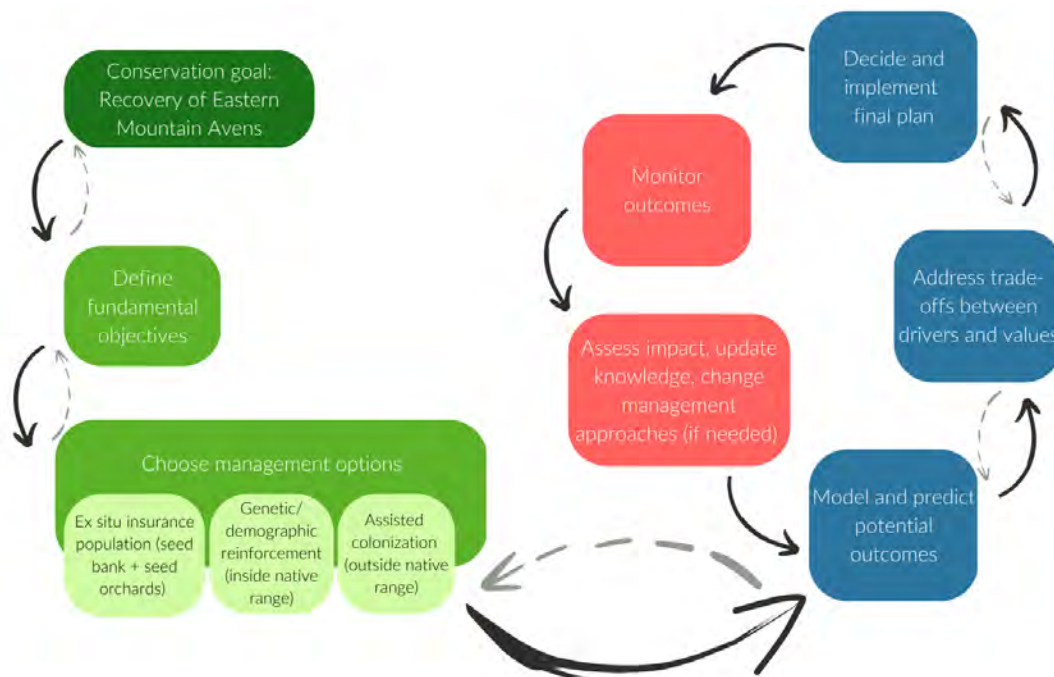 Conservation goal:
Recovery of Eastern
Mountain Avens
Define
fundamental
objectives
Choose management options
Ex situ insurance
population (seed
bank + seed
orchards)
Genetic/
demographic
reinforcement
(inside native
range)
Assisted
colonization
(outside native
range)
Model and predict
potential
outcomes
Address trade-
offs between
drivers and values
Decide and
implement
final plan
Monitor
outcomes
Assess impact, update
knowledge, change
management
approaches (if needed)